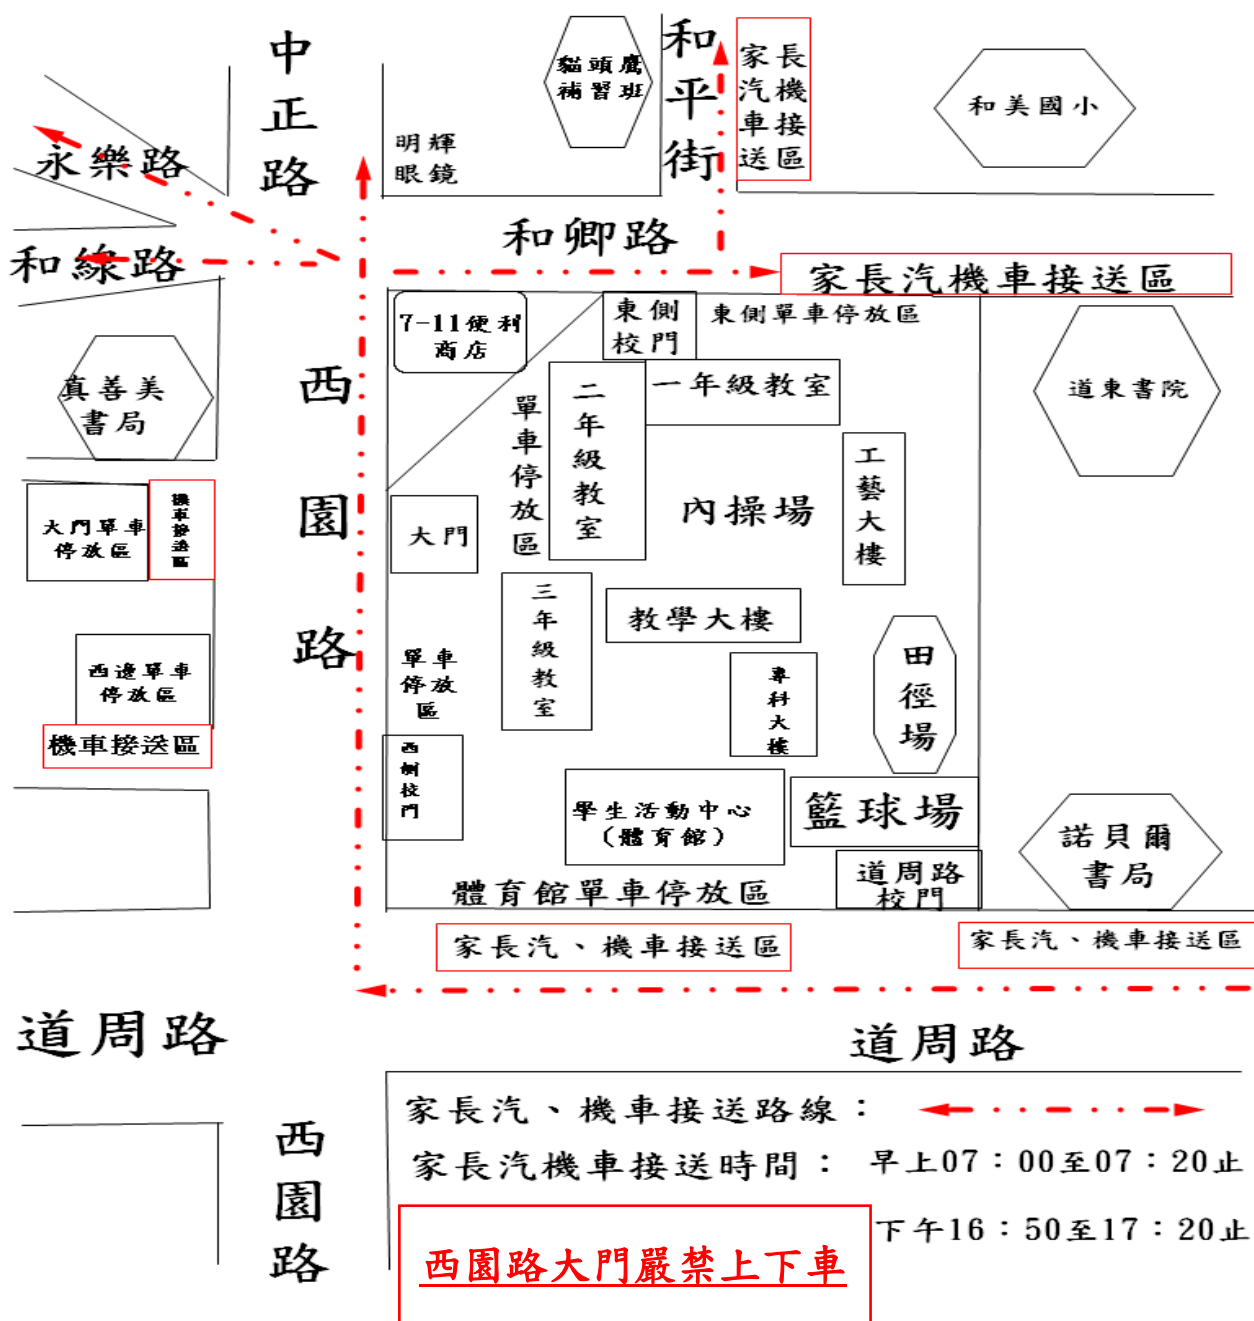 中正路
貓頭鷹
補習班
和平街
家長
汽機
車接
送區
和美國小
明輝
眼鏡
永樂路
和卿路
和線路
家長汽機車接送區
7-11便利
商店
東側
校門
東側單車停放區
真善美
書局
西園路
單車停放區
二年級教室
一年級教室
道東書院
工藝大樓
內操場
大門單車
停放區
機車接送區
大門
三年級教室
教學大樓
田徑場
西邊單車
停放區
單車
停放
區
專科大樓
機車接送區
西側校門
學生活動中心
(體育館)
籃球場
諾貝爾
書局
道周路
校門
體育館單車停放區
家長汽、機車接送區
家長汽、機車接送區
道周路
道周路
西園路
家長汽、機車接送路線：
家長汽機車接送時間： 早上07：00至07：20止
下午16：50至17：20止
西園路大門嚴禁上下車